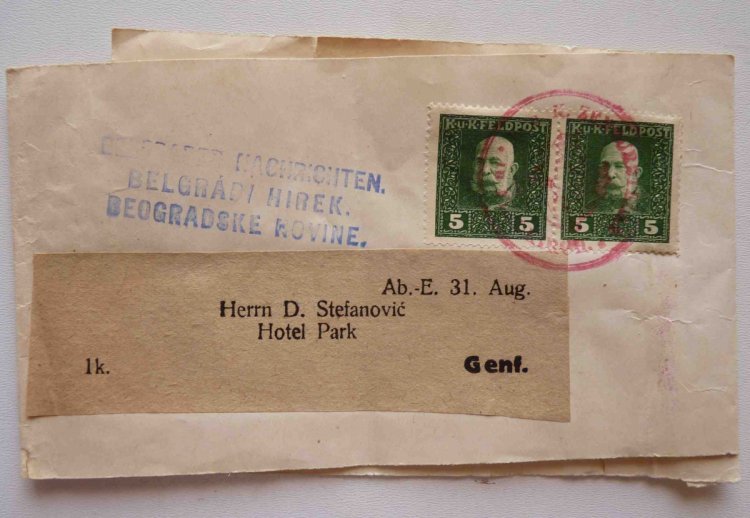 NACHRICHTEN.
BELGRÁDI HIREK.
BEOGRADSKE NOVINE.
K.u.K.FELDPOST
5 5
K.u.K.FELDPOST
5 5
Ab.-E. 31. Aug.
Herrn D. Stefanović
Hotel Park
1k. Genf.